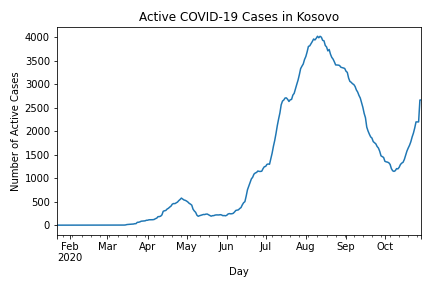 Active COVID-19 Cases in Kosovo
Number of Active Cases
4000
3500
3000
2500
2000
1500
1000
500
0
Feb Mar Apr May Jun Jul Aug Sep Oct
2020
Day